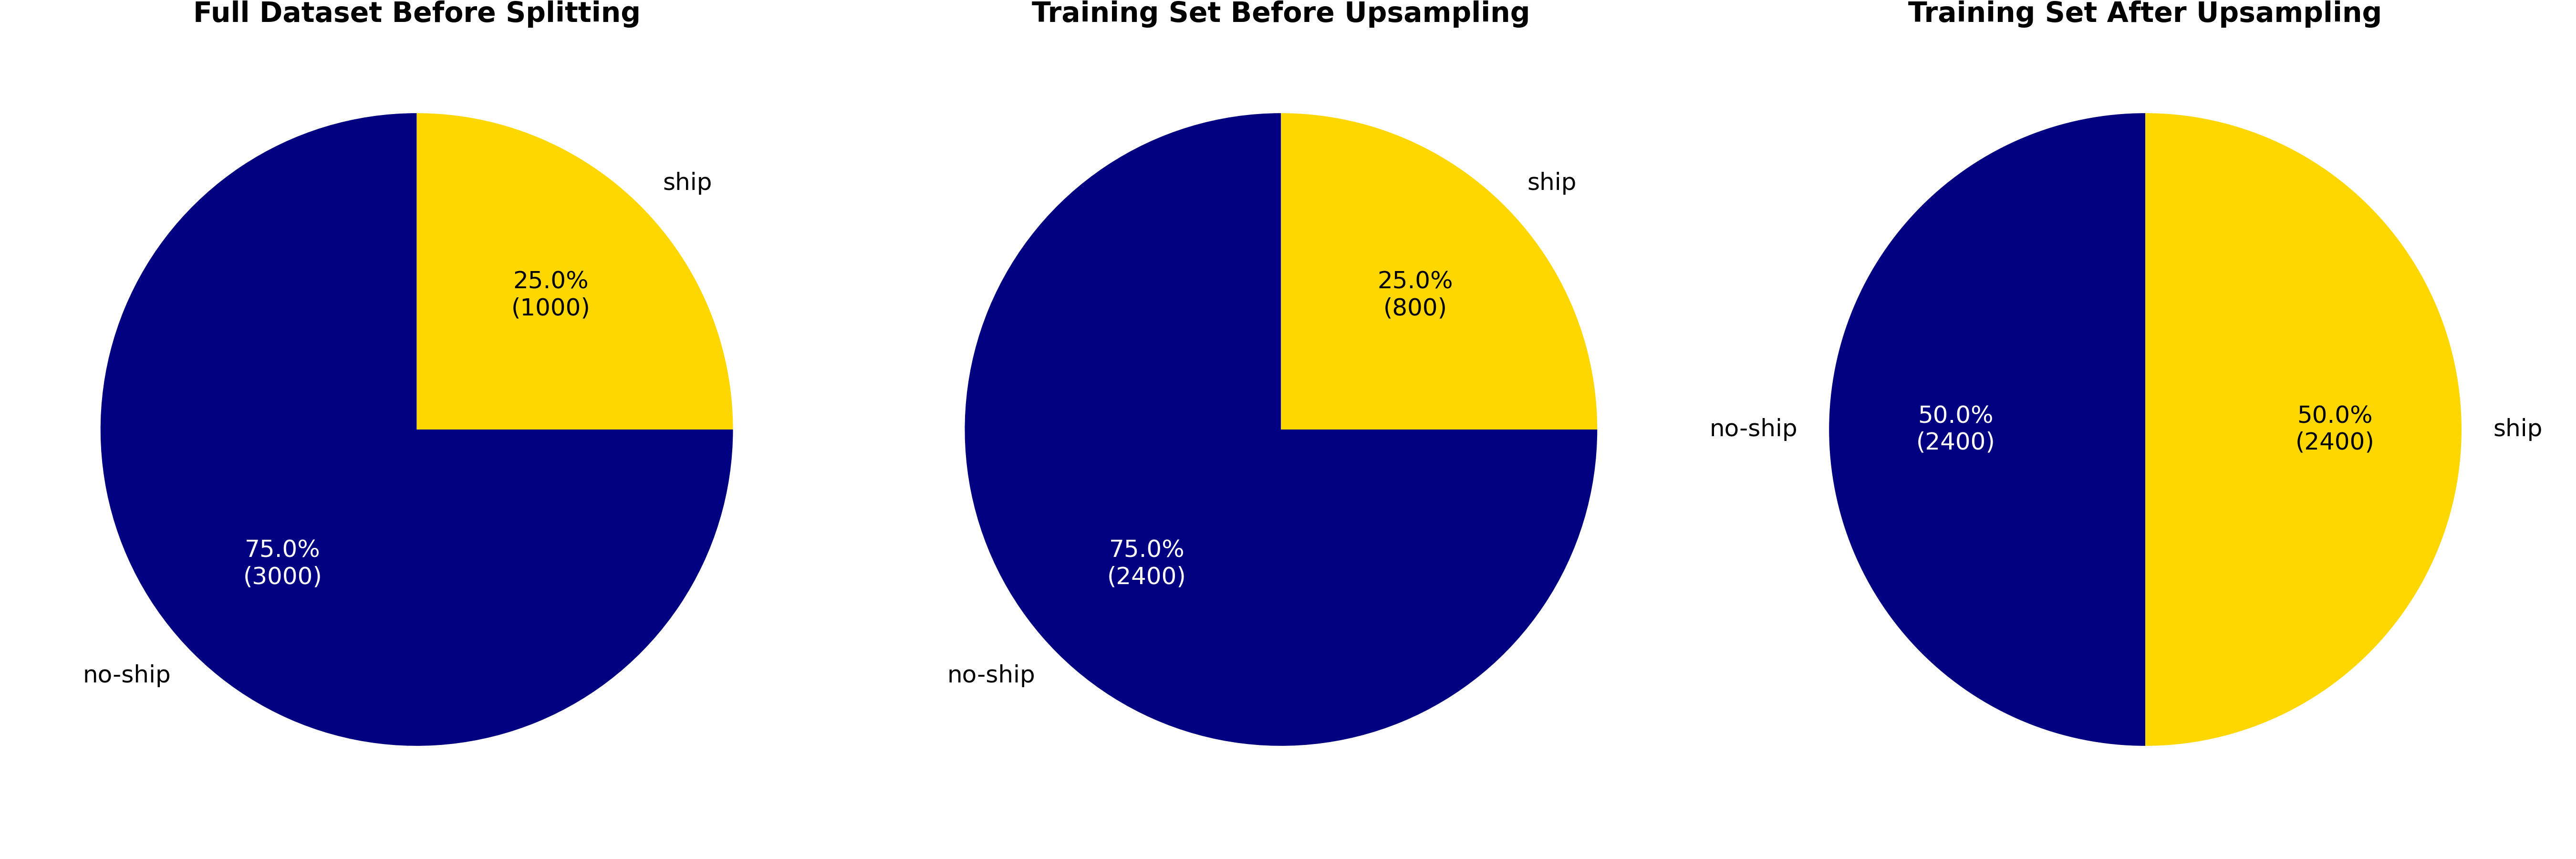 Full Dataset Before Splitting
ship
25.0%
(1000)
75.0%
(3000)
no-ship
Training Set Before Upsampling
ship
25.0%
(800)
75.0%
(2400)
no-ship
Training Set After Upsampling
no-ship
50.0%
(2400)
50.0%
(2400)
ship